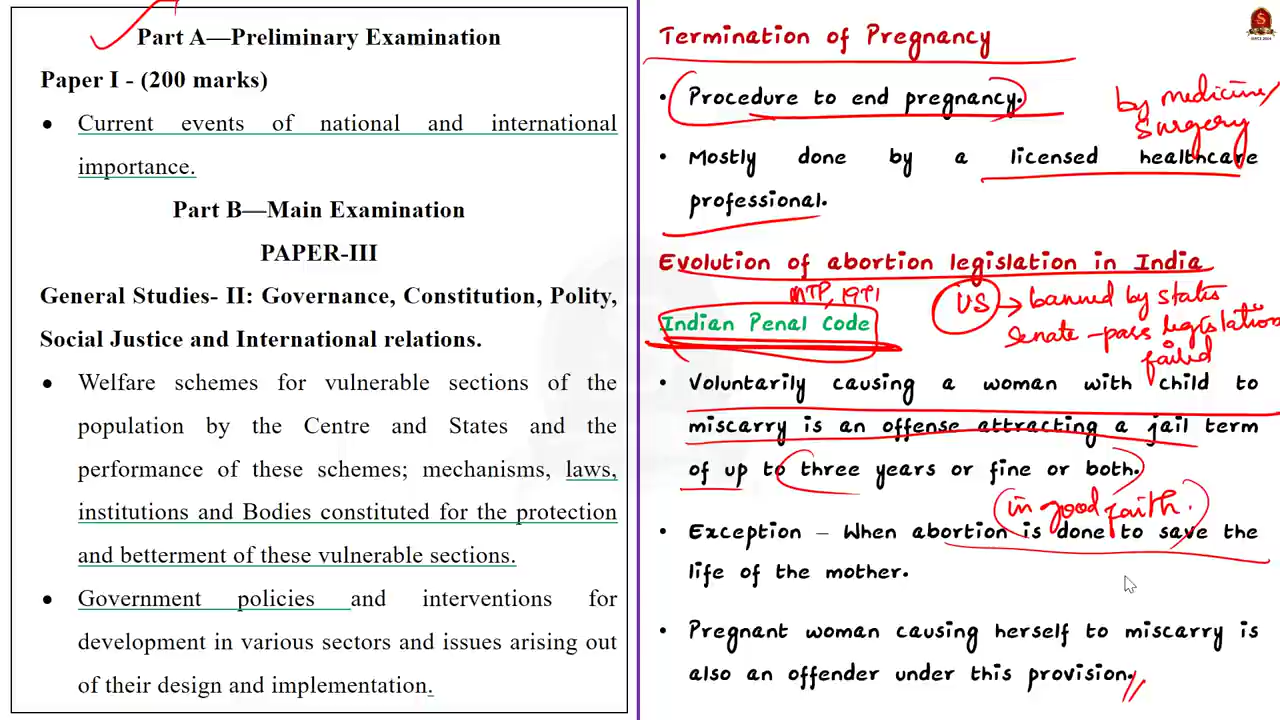 Part A—Preliminary Examination
Paper I - (200 marks)
● Current events of national and international
importance.
Part B—Main Examination
PAPER-III
General Studies- II: Governance, Constitution, Polity,
Social Justice and International relations.
● Welfare schemes for vulnerable sections of the
population by the Centre and States and the
performance of these schemes; mechanisms, laws,
institutions and Bodies constituted for the protection
and betterment of these vulnerable sections.
● Government policies and interventions for
development in various sectors and issues arising out
of their design and implementation.
Termination of Pregnancy
• Procedure to end pregnancy.
by medicine/
surgery
• Mostly done by a licensed healthcare
professional.
Evolution of abortion legislation in India
MTP, 1971
Indian Penal Code
US → banned by states
Senate - pass legislation
failed
• Voluntarily causing a woman with child to
miscarry is an offense attracting a jail term
of up to three years or fine or both.
in good faith.
• Exception – When abortion is done to save the
life of the mother.
• Pregnant woman causing herself to miscarry is
also an offender under this provision.